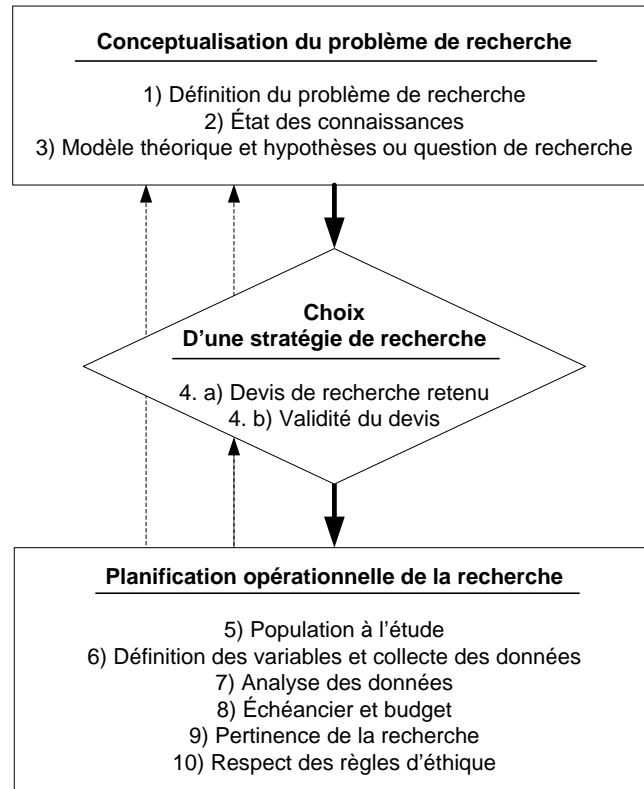 Conceptualisation du problème de recherche
1) Définition du problème de recherche
2) État des connaissances
3) Modèle théorique et hypothèses ou question de recherche
Choix
D’une stratégie de recherche
4. a) Devis de recherche retenu
4. b) Validité du devis
Planification opérationnelle de la recherche
5) Population à l’étude
6) Définition des variables et collecte des données
7) Analyse des données
8) Échéancier et budget
9) Pertinence de la recherche
10) Respect des règles d’éthique